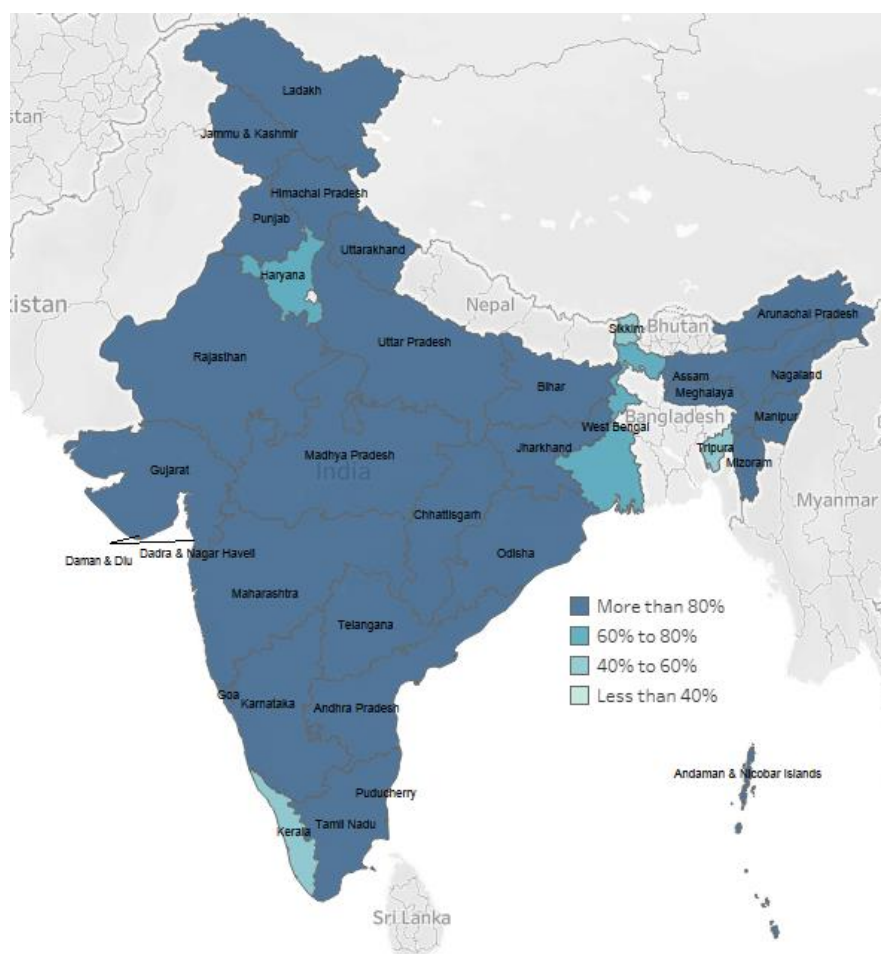 Ladakh
stan
Jammu & Kashmir
Himachal Pradesh
Punjab
Uttarakhand
Haryana
kistan
Nepal
Sikkim
Bhutan
Arunachal Pradesh
Uttar Pradesh
Rajasthan
Bihar
Assam
Nagaland
Meghalaya
Manipur
Bangladesh
West Bengal
Jharkhand
Tripura
Mizoram
Madhya Pradesh
India
Gujarat
Myanmar
Chhattisgarh
Daman & Diu
Dadra & Nagar Haveli
Odisha
Maharashtra
Telangana
Goa
Karnataka
Andhra Pradesh
More than 80%
60% to 80%
40% to 60%
Less than 40%
Andaman & Nicobar Islands
Puducherry
Kerala
Tamil Nadu
Sri Lanka